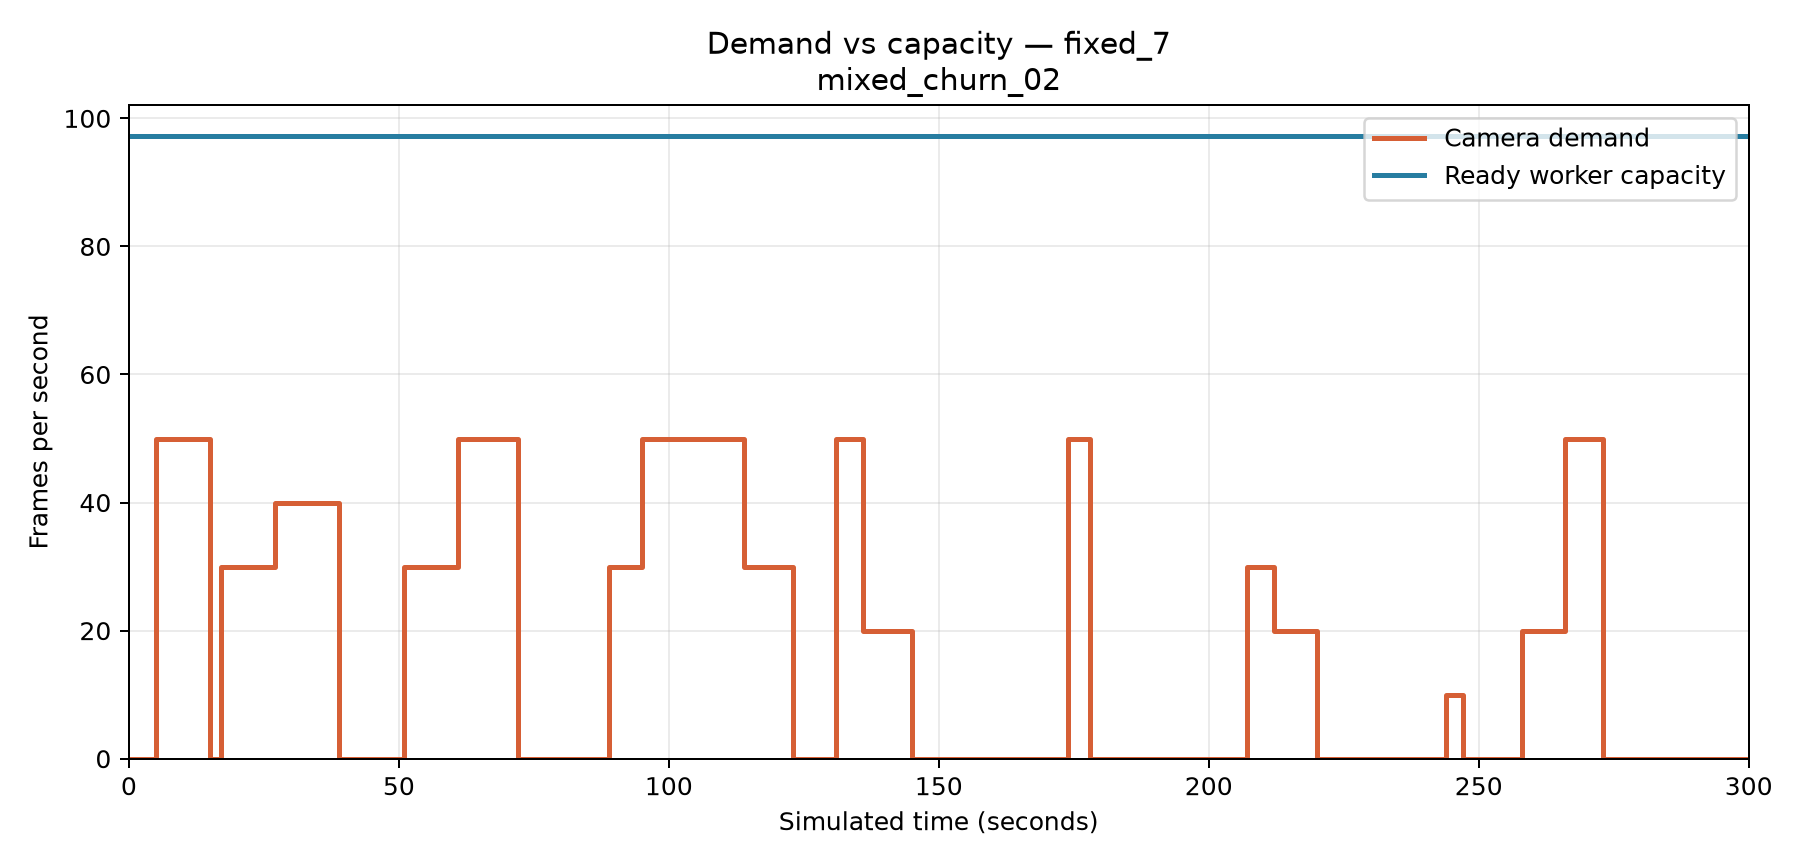 Demand vs capacity — fixed_7
mixed_churn_02
100
80
60
40
20
0
Frames per second
Camera demand
Ready worker capacity
0 50 100 150 200 250 300
Simulated time (seconds)